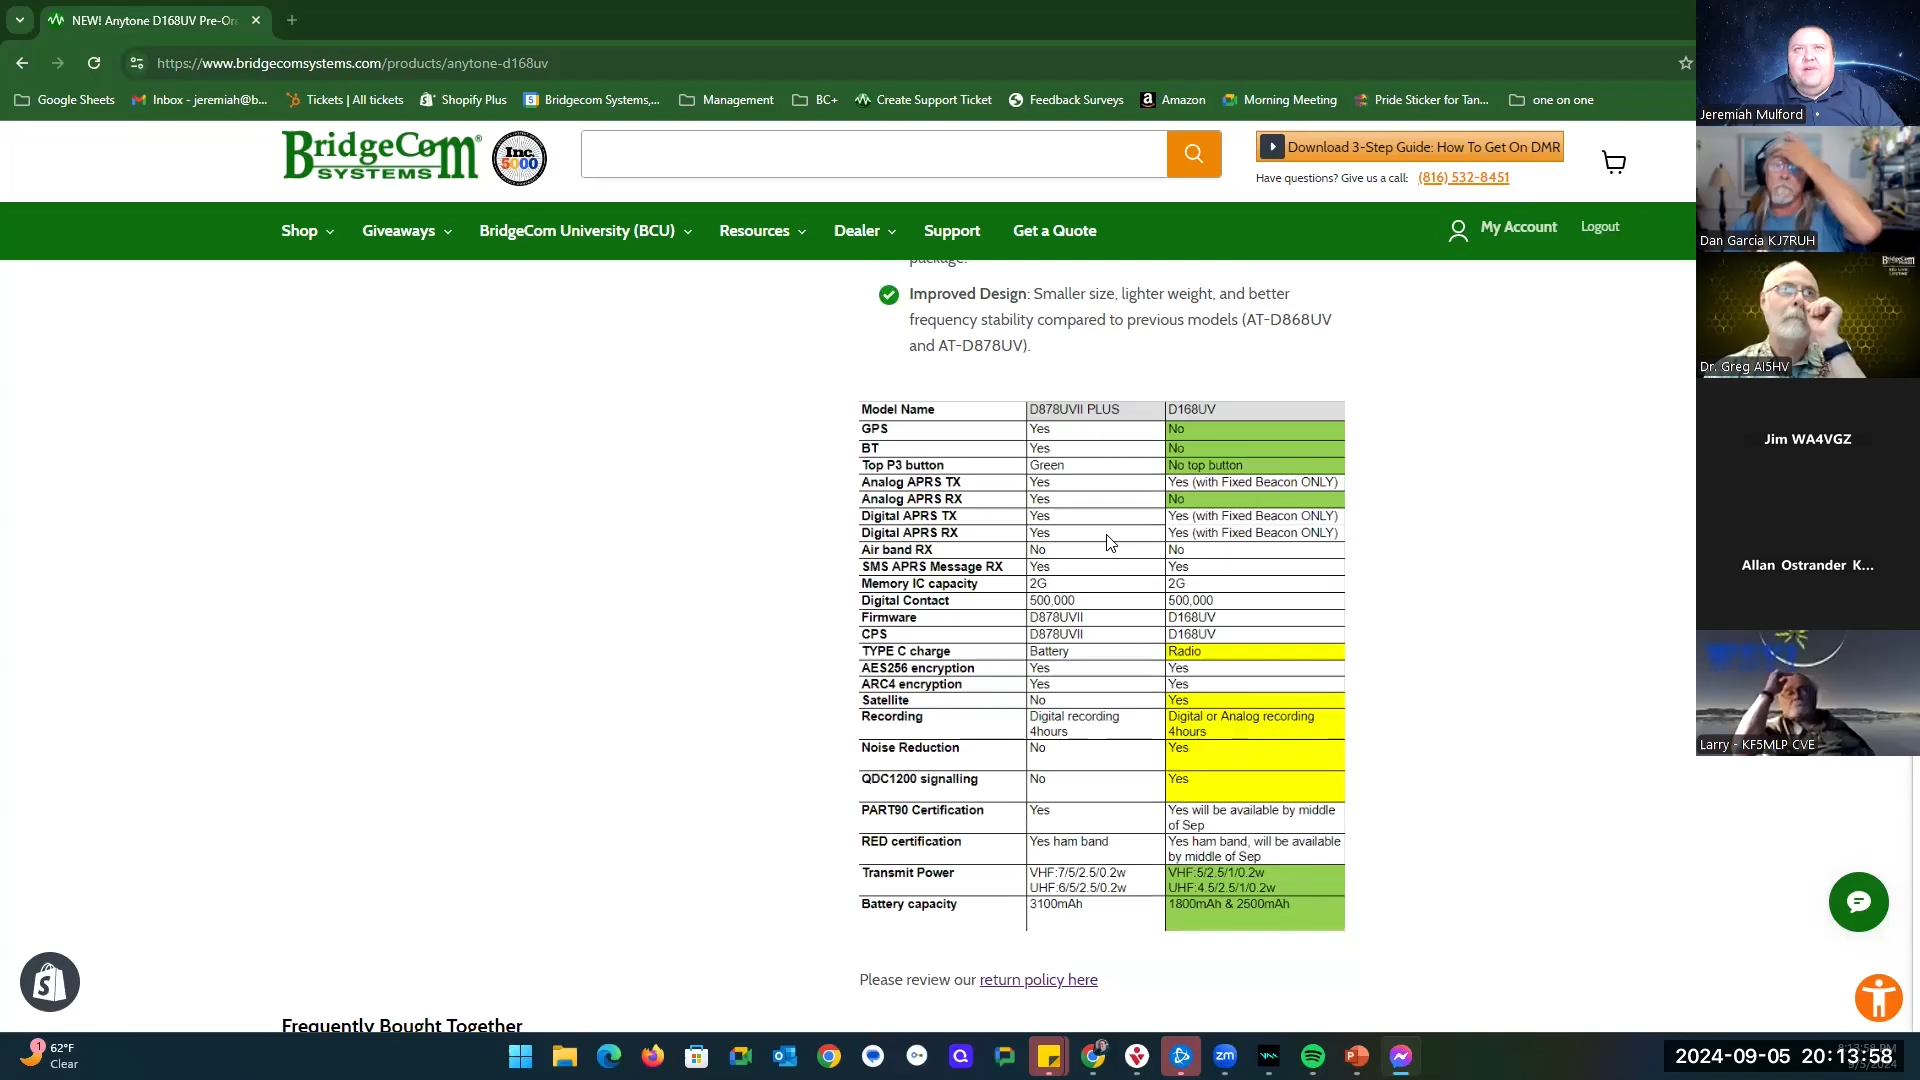 NEW! Anytone D168UV Pre-Or
https://www.bridgecomsystems.com/products/anytone-d168uv
Google Sheets
Inbox - jeremiah@b...
Tickets | All tickets
Shopify Plus
Bridgecom Systems,...
Management
BC+
Create Support Ticket
Feedback Surveys
Amazon
Morning Meeting
Pride Sticker for Tan...
one on one
BridgeCom SYSTEMS
Inc. 5000
Download 3-Step Guide: How To Get On DMR
Have questions? Give us a call: (816) 532-8451
Shop
Giveaways
BridgeCom University (BCU)
Resources
Dealer
Support
Get a Quote
My Account
Logout
package.
Improved Design: Smaller size, lighter weight, and better
frequency stability compared to previous models (AT-D868UV
and AT-D878UV).
Model Name D878UVII PLUS D168UV
GPS Yes No
BT Yes No
Top P3 button Green No top button
Analog APRS TX Yes Yes (with Fixed Beacon ONLY)
Analog APRS RX Yes No
Digital APRS TX Yes Yes (with Fixed Beacon ONLY)
Digital APRS RX Yes Yes (with Fixed Beacon ONLY)
Air band RX No No
SMS APRS Message RX Yes Yes
Memory IC capacity 2G 2G
Digital Contact 500,000 500,000
Firmware D878UVII D168UV
CPS D878UVII D168UV
TYPE C charge Battery Radio
AES256 encryption Yes Yes
ARC4 encryption Yes Yes
Satellite No Yes
Recording Digital recording Digital or Analog recording
4hours 4hours
Noise Reduction No Yes
QDC1200 signalling No Yes
PART90 Certification Yes Yes will be available by middle
of Sep
RED certification Yes ham band Yes ham band, will be available
by middle of Sep
Transmit Power VHF:7/5/2.5/0.2w VHF:5/2.5/1/0.2w
UHF:6/5/2.5/0.2w UHF:4.5/2.5/1/0.2w
Battery capacity 3100mAh 1800mAh & 2500mAh
Please review our return policy here
Frequently Bought Together
Jeremiah Mulford
Dan Garcia KJ7RUH
BridgeCom
Dr. Greg AI5HV
Jim WA4VGZ
Allan Ostrander K...
Larry - KF5MLP CVE
1
62°F
Clear
zm
2024-09-05 20:13:58